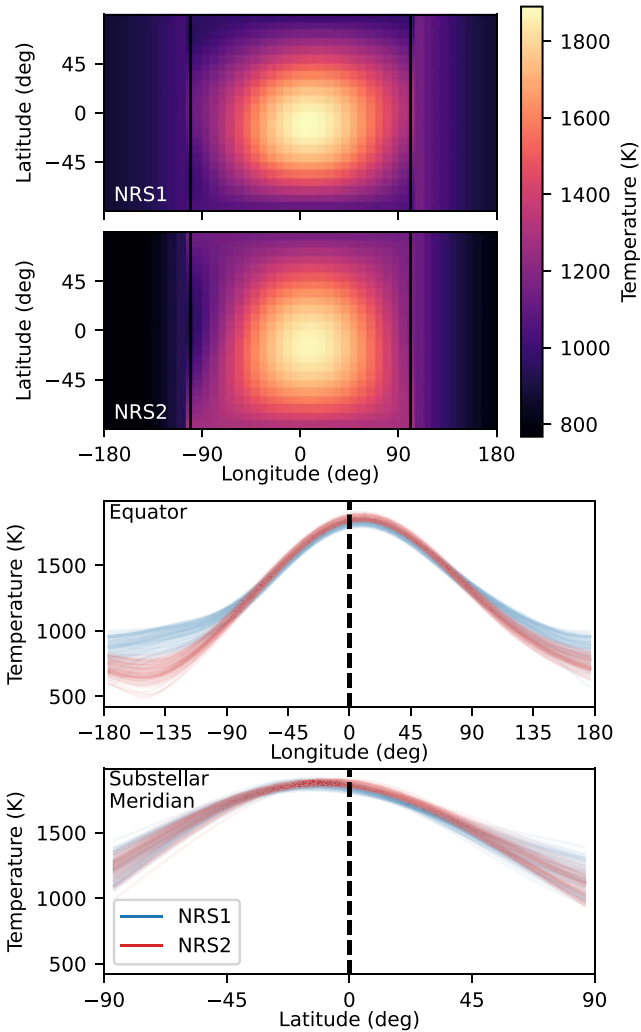 45
0
−45
Latitude (deg)
NRS1
45
0
−45
Latitude (deg)
NRS2
−180
−90
0
90
180
Longitude (deg)
1800
1600
1400
1200
1000
800
Temperature (K)
Equator
1500
1000
500
Temperature (K)
−180
−135
−90
−45
0
45
90
135
180
Longitude (deg)
Substellar
Meridian
1500
1000
500
Temperature (K)
NRS1
NRS2
−90
−45
0
45
90
Latitude (deg)